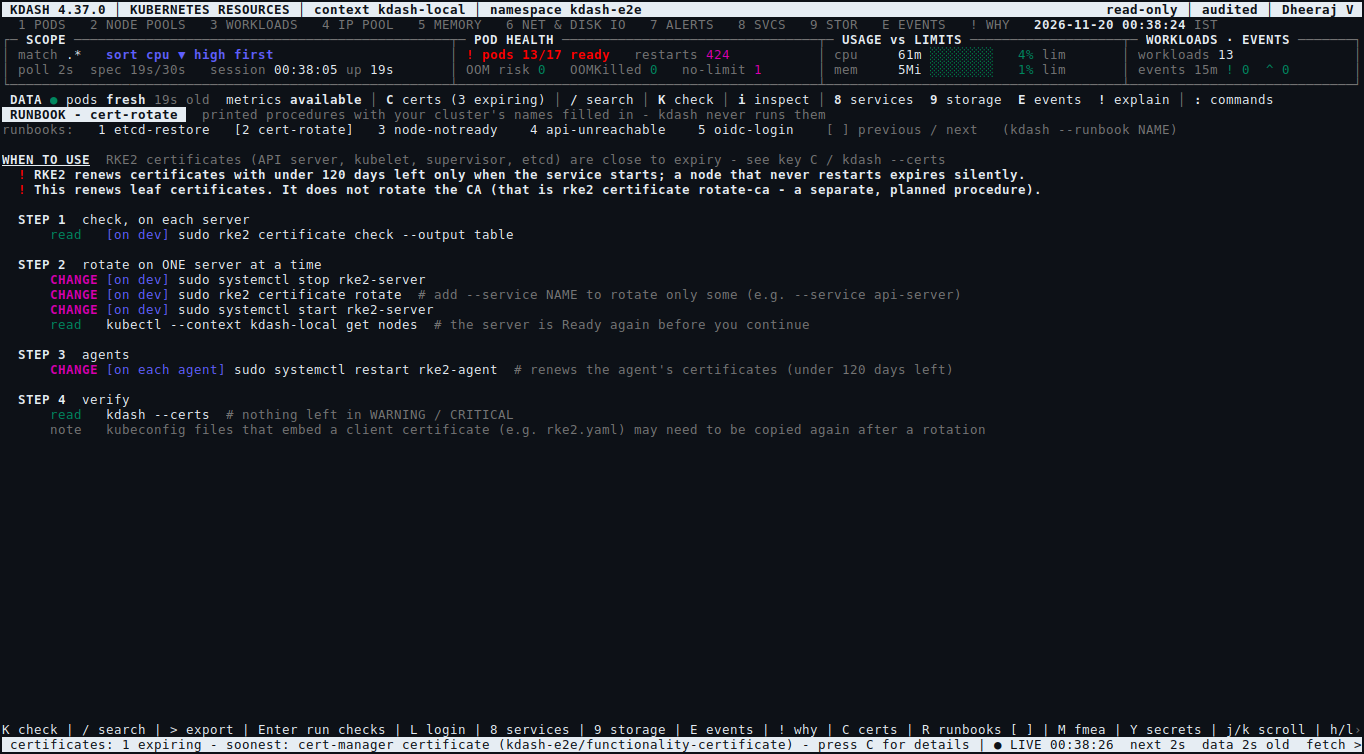 KDASH 4.37.0 │ KUBERNETES RESOURCES │ context kdash-local │ namespace kdash-e2e read-only │ audited │ Dheeraj V
1 PODS 2 NODE POOLS 3 WORKLOADS 4 IP POOL 5 MEMORY 6 NET & DISK IO 7 ALERTS 8 SVCS 9 STOR E EVENTS ! WHY 2026-11-20 00:38:24 IST
SCOPE POD HEALTH USAGE vs LIMITS WORKLOADS · EVENTS
match .* sort cpu ▼ high first ! pods 13/17 ready restarts 424 cpu 61m 4% lim workloads 13
poll 2s spec 19s/30s session 00:38:05 up 19s OOM risk 0 OOMKilled 0 no-limit 1 mem 5Mi 1% lim events 15m ! 0 ^ 0
DATA ● pods fresh 19s old metrics available │ C certs (3 expiring) │ / search │ K check │ i inspect │ 8 services 9 storage E events ! explain │ : commands
RUNBOOK - cert-rotate printed procedures with your cluster's names filled in - kdash never runs them
runbooks: 1 etcd-restore [2 cert-rotate] 3 node-notready 4 api-unreachable 5 oidc-login [ ] previous / next (kdash --runbook NAME)
WHEN TO USE RKE2 certificates (API server, kubelet, supervisor, etcd) are close to expiry - see key C / kdash --certs
! RKE2 renews certificates with under 120 days left only when the service starts; a node that never restarts expires silently.
! This renews leaf certificates. It does not rotate the CA (that is rke2 certificate rotate-ca - a separate, planned procedure).
STEP 1 check, on each server
read [on dev] sudo rke2 certificate check --output table
STEP 2 rotate on ONE server at a time
CHANGE [on dev] sudo systemctl stop rke2-server
CHANGE [on dev] sudo rke2 certificate rotate # add --service NAME to rotate only some (e.g. --service api-server)
CHANGE [on dev] sudo systemctl start rke2-server
read kubectl --context kdash-local get nodes # the server is Ready again before you continue
STEP 3 agents
CHANGE [on each agent] sudo systemctl restart rke2-agent # renews the agent's certificates (under 120 days left)
STEP 4 verify
read kdash --certs # nothing left in WARNING / CRITICAL
note kubeconfig files that embed a client certificate (e.g. rke2.yaml) may need to be copied again after a rotation
K check | / search | > export | Enter run checks | L login | 8 services | 9 storage | E events | ! why | C certs | R runbooks [ ] | M fmea | Y secrets | j/k scroll | h/l›
certificates: 1 expiring - soonest: cert-manager certificate (kdash-e2e/functionality-certificate) - press C for details │ ● LIVE 00:38:26 next 2s data 2s old fetch ›